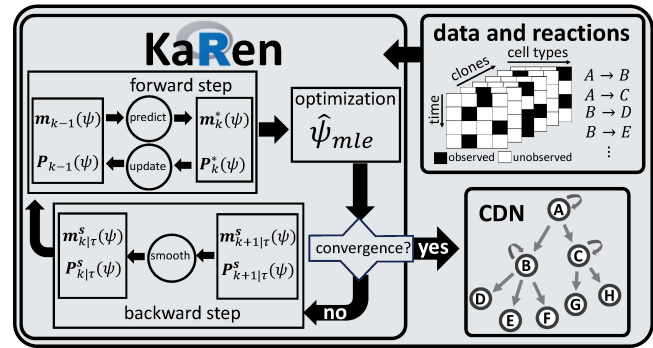 KaRen
data and reactions
cell types
clones
time
A → B
A → C
B → D
B → E
⋮
observed unobserved
forward step
m_{k−1}(ψ) predict m^*_k(ψ)
P_{k−1}(ψ) update P^*_k(ψ)
optimization
ψ̂_{mle}
convergence?
yes
no
m^s_{k|τ}(ψ) smooth m^s_{k+1|τ}(ψ)
P^s_{k|τ}(ψ) P^s_{k+1|τ}(ψ)
backward step
CDN
A
B C
D E F G H